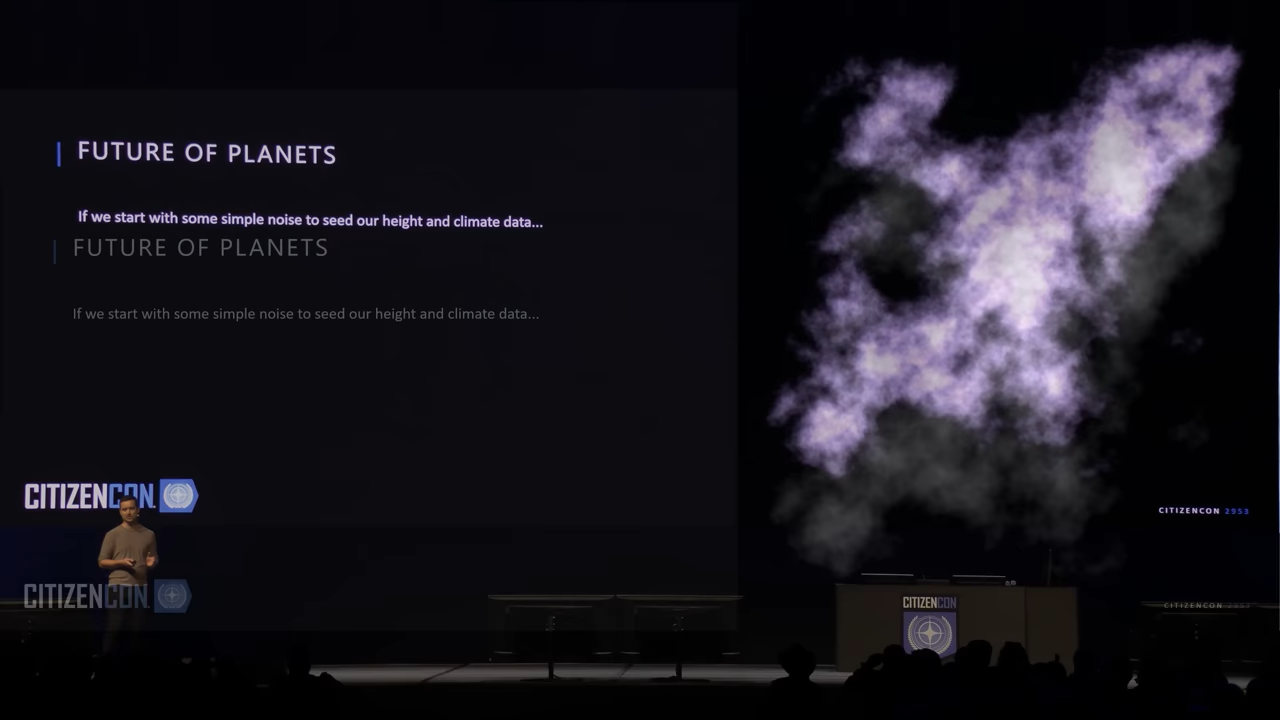 FUTURE OF PLANETS
If we start with some simple noise to seed our height and climate data...
FUTURE OF PLANETS
If we start with some simple noise to seed our height and climate data...
CITIZENCON
CITIZENCON 2953
CITIZENCON
CITIZENCON
CITIZENCON 2953